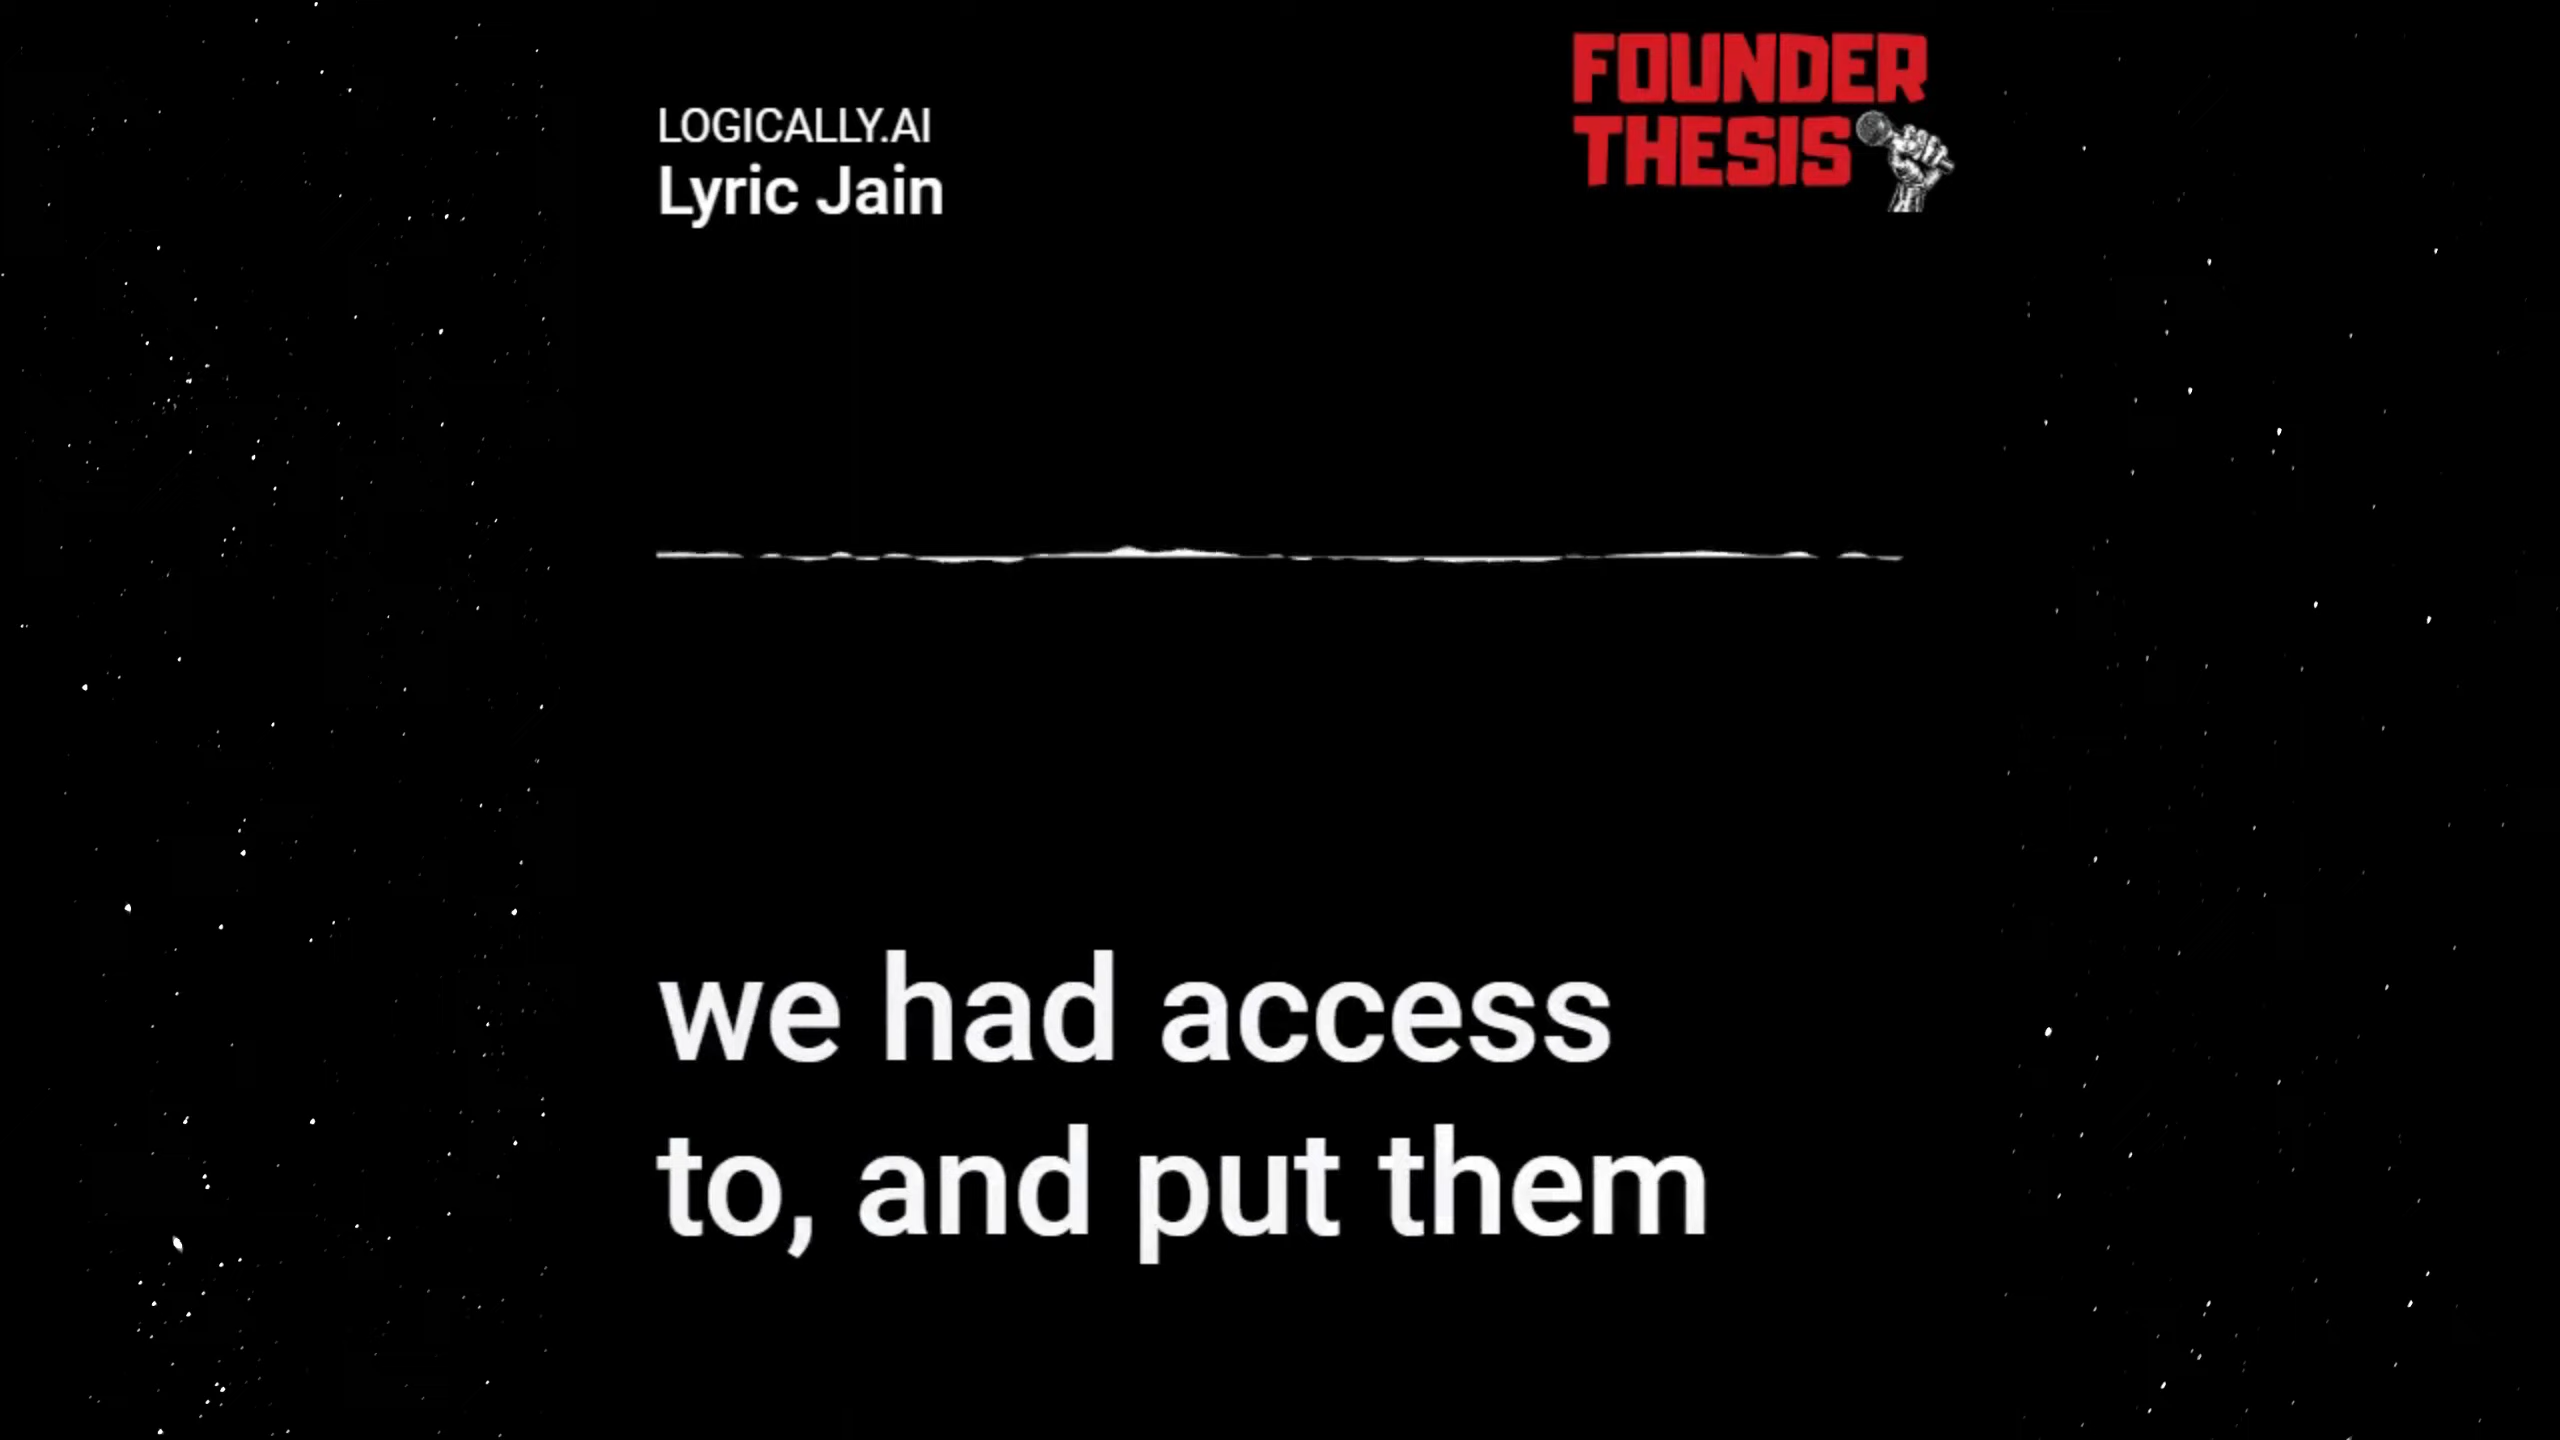 LOGICALLY.AI
Lyric Jain
FOUNDER
THESIS
we had access
to, and put them